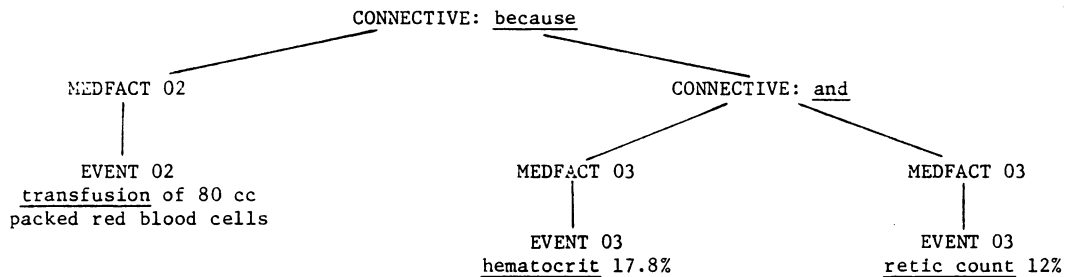 CONNECTIVE: because
MEDFACT 02
CONNECTIVE: and
EVENT 02
transfusion of 80 cc
packed red blood cells
MEDFACT 03
MEDFACT 03
EVENT 03
hematocrit 17.8%
EVENT 03
retic count 12%